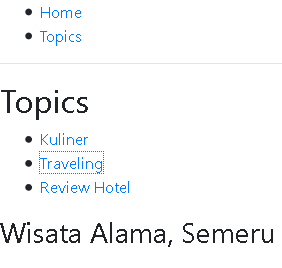 Home
Topics
Topics
Kuliner
Traveling
Review Hotel
Wisata Alama, Semeru